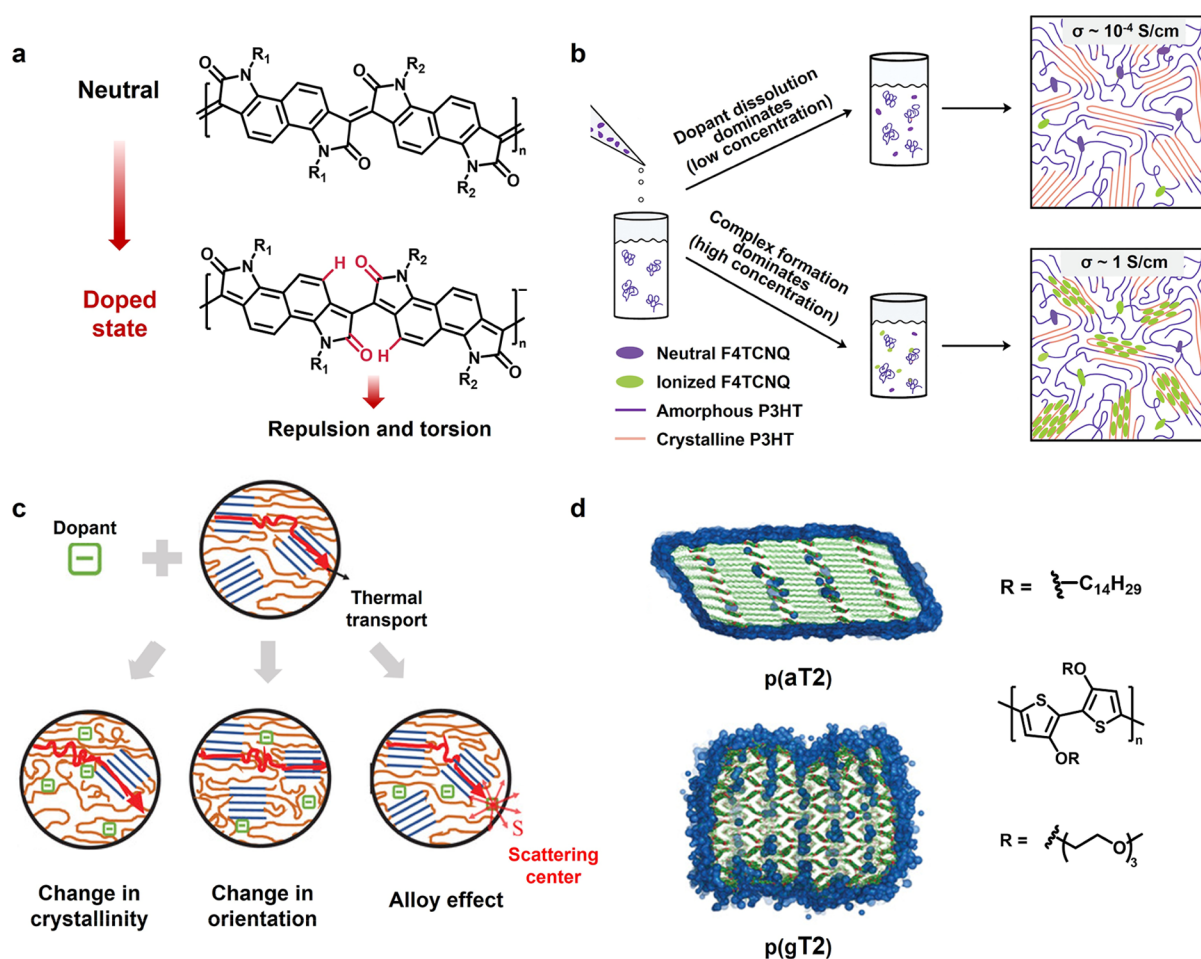 a
Neutral
Doped
state
R1
R2
O
N
O
N
N
O
N
O
R1
R2
n
R1
H
O
R2
O
N
N
N
O
H
N
O
R1
R2
n
−
Repulsion and torsion
b
Dopant dissolution
dominates
(low concentration)
Complex formation
dominates
(high concentration)
σ ~ 10-4 S/cm
σ ~ 1 S/cm
Neutral F4TCNQ
Ionized F4TCNQ
Amorphous P3HT
Crystalline P3HT
c
Dopant
−
Thermal
transport
S
Scattering
center
Change in
crystallinity
Change in
orientation
Alloy effect
d
p(aT2)
p(gT2)
R = C14H29
RO
S
S
n
OR
R = ( O )3